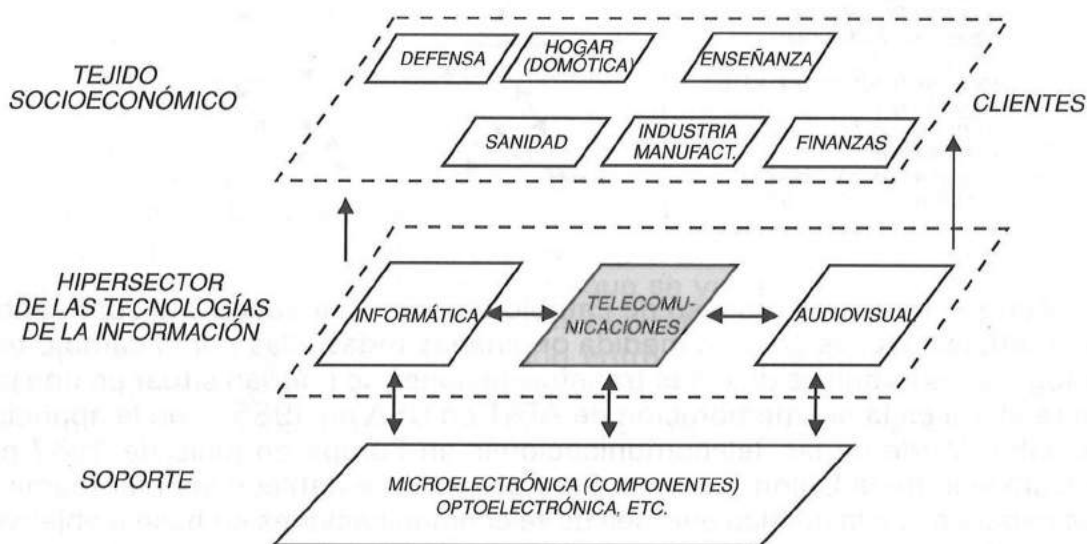 TEJIDO
SOCIOECONÓMICO
DEFENSA
HOGAR
(DOMÓTICA)
ENSEÑANZA
CLIENTES
SANIDAD
INDUSTRIA
MANUFACT.
FINANZAS
HIPERSECTOR
DE LAS TECNOLOGÍAS
DE LA INFORMACIÓN
INFORMÁTICA
TELECOMU-
NICACIONES
AUDIOVISUAL
SOPORTE
MICROELECTRÓNICA (COMPONENTES)
OPTOELECTRÓNICA, ETC.